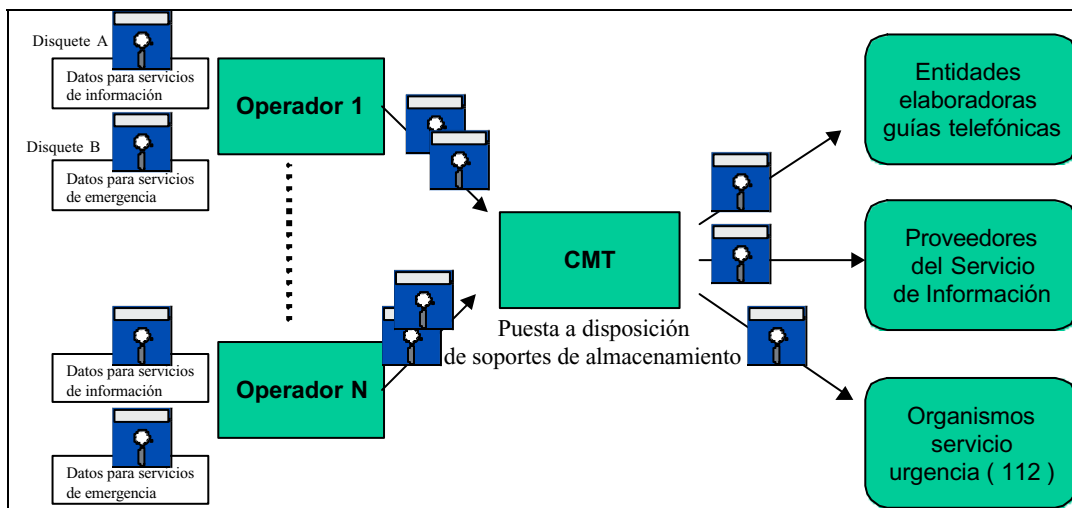 Disquete A
Datos para servicios
de información
Disquete B
Datos para servicios
de emergencia
Operador 1
Datos para servicios
de información
Datos para servicios
de emergencia
Operador N
CMT
Puesta a disposición
de soportes de almacenamiento
Entidades
elaboradoras
guías telefónicas
Proveedores
del Servicio
de Información
Organismos
servicio
urgencia ( 112 )